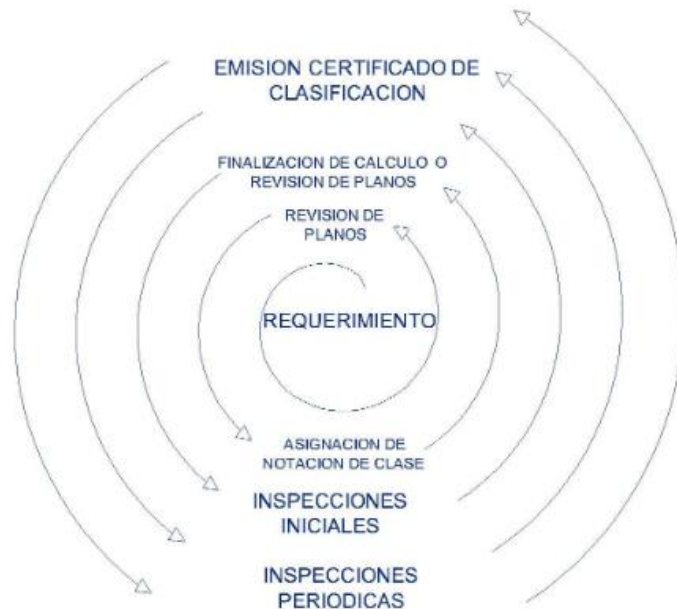 EMISION CERTIFICADO DE
CLASIFICACION
FINALIZACION DE CALCULO O
REVISION DE PLANOS
REVISION DE
PLANOS
REQUERIMIENTO
ASIGNACION DE
NOTACION DE CLASE
INSPECCIONES
INICIALES
INSPECCIONES
PERIODICAS